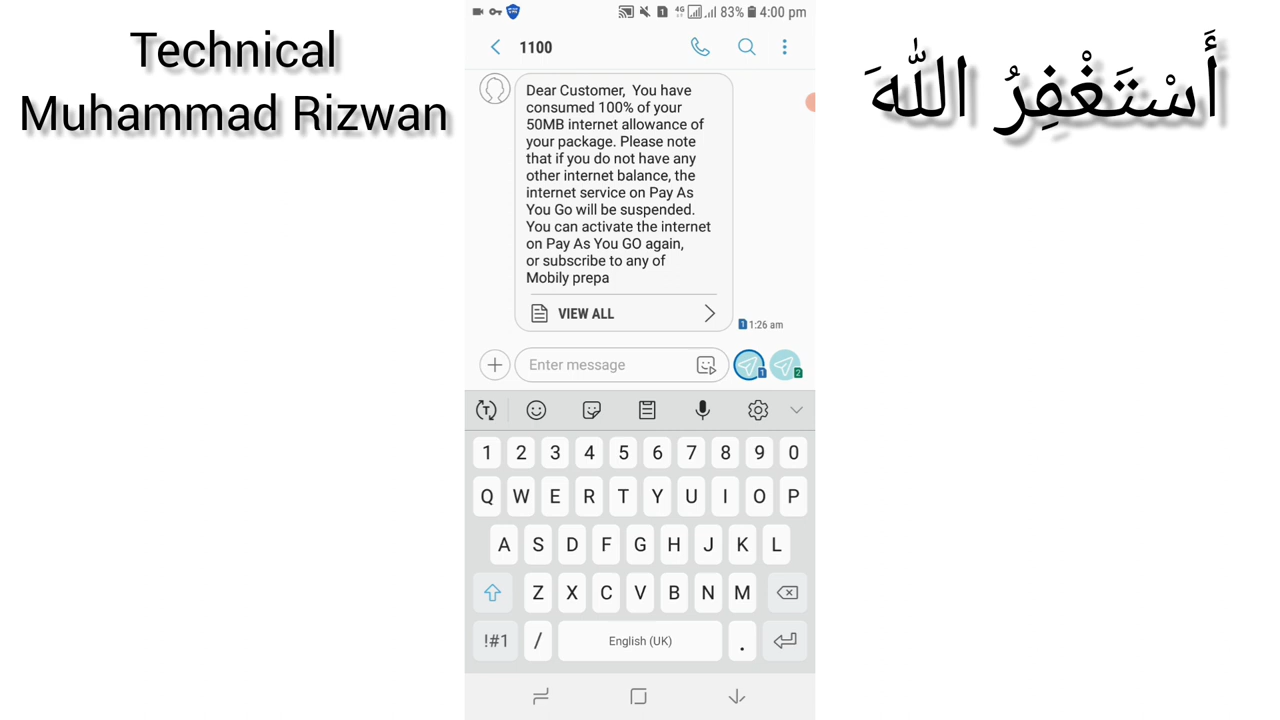 Technical
Muhammad Rizwan
أَسْتَغْفِرُ اللّٰهَ
4G
83%
4:00 pm
1100
Dear Customer,  You have
consumed 100% of your
50MB internet allowance of
your package. Please note
that if you do not have any
other internet balance, the
internet service on Pay As
You Go will be suspended.
You can activate the internet
on Pay As You GO again,
or subscribe to any of
Mobily prepa
VIEW ALL
1 1:26 am
Enter message
1
2
1 2 3 4 5 6 7 8 9 0
Q W E R T Y U I O P
A S D F G H J K L
Z X C V B N M
!#1 / English (UK) .